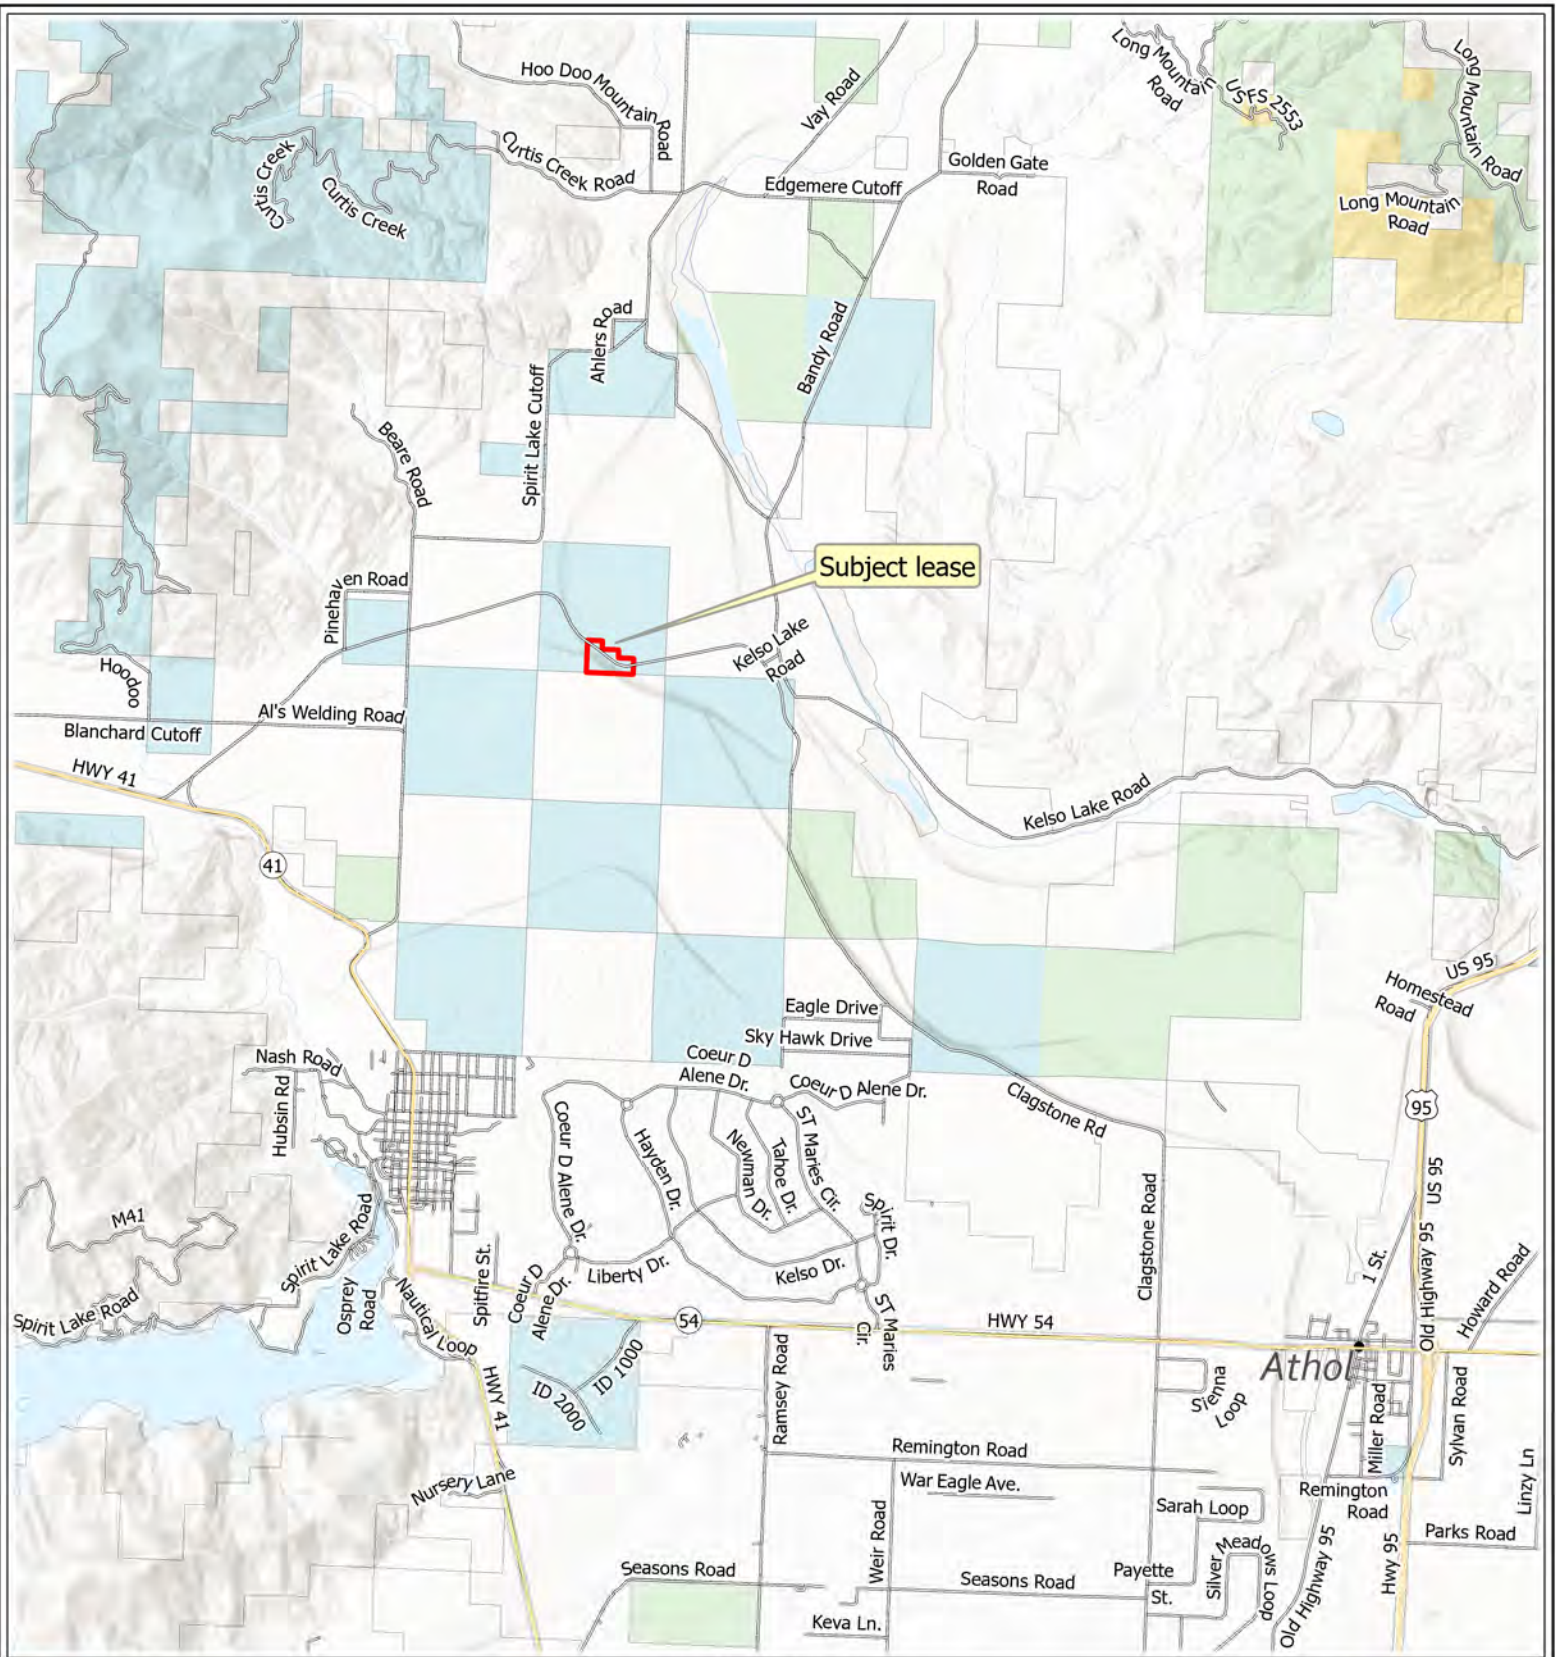 Long Mountain
Road
Long Mountain Road
Hoo Doo Mountain Road
Vay Road
USFS 2553
Curtis Creek
Curtis Creek Road
Golden Gate
Road
Curtis Creek
Edgemere Cutoff
Long Mountain
Road
Ahlers Road
Bandy Road
Spirit Lake Cutoff
Beare Road
Subject lease
Pinehaven Road
Kelso Lake
Road
Hoodoo
Al's Welding Road
Blanchard Cutoff
HWY 41
Kelso Lake Road
41
US 95
Homestead
Road
Eagle Drive
Sky Hawk Drive
Nash Road
Coeur D
Alene Dr.
Coeur D Alene Dr.
Clagstone Rd
95
Hubsin Rd
Coeur D Alene Dr.
Hayden Dr.
Newman Dr.
Tahoe Dr.
ST Maries Cir.
Spirit Dr.
Clagstone Road
US 95
M41
Spirit Lake Road
Spirit Lake Road
Osprey
Road
Nautical Loop
Spitfire St.
Coeur D
Alene Dr.
Liberty Dr.
Kelso Dr.
ST Maries
Cir.
1 St.
Old Highway 95
Howard Road
54
HWY 54
Athol
HWY 41
ID 1000
ID 2000
Ramsey Road
Sienna
Loop
Miller Road
Sylvan Road
Nursery Lane
Remington Road
War Eagle Ave.
Weir Road
Sarah Loop
Remington
Road
Linzy Ln
Parks Road
Seasons Road
Seasons Road
Payette
St.
Silver Meadows Loop
Old Highway 95
Hwy 95
Keva Ln.